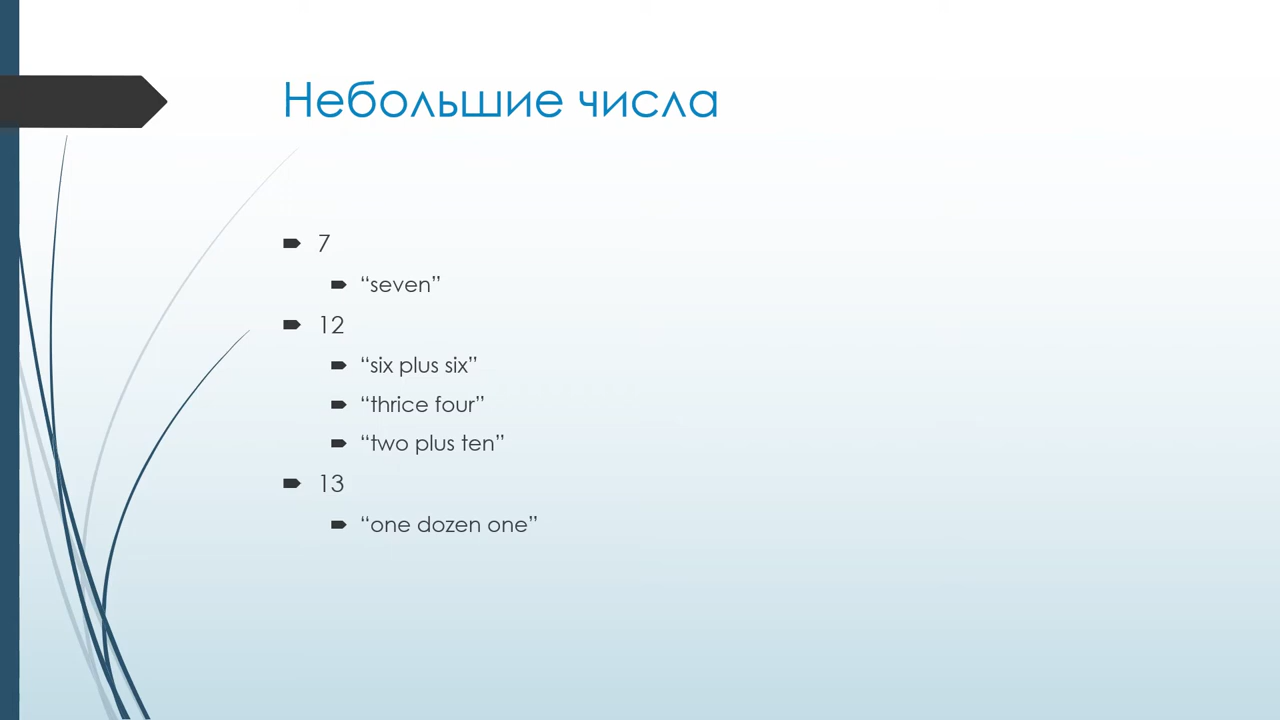 Небольшие числа
7
“seven”
12
“six plus six”
“thrice four”
“two plus ten”
13
“one dozen one”